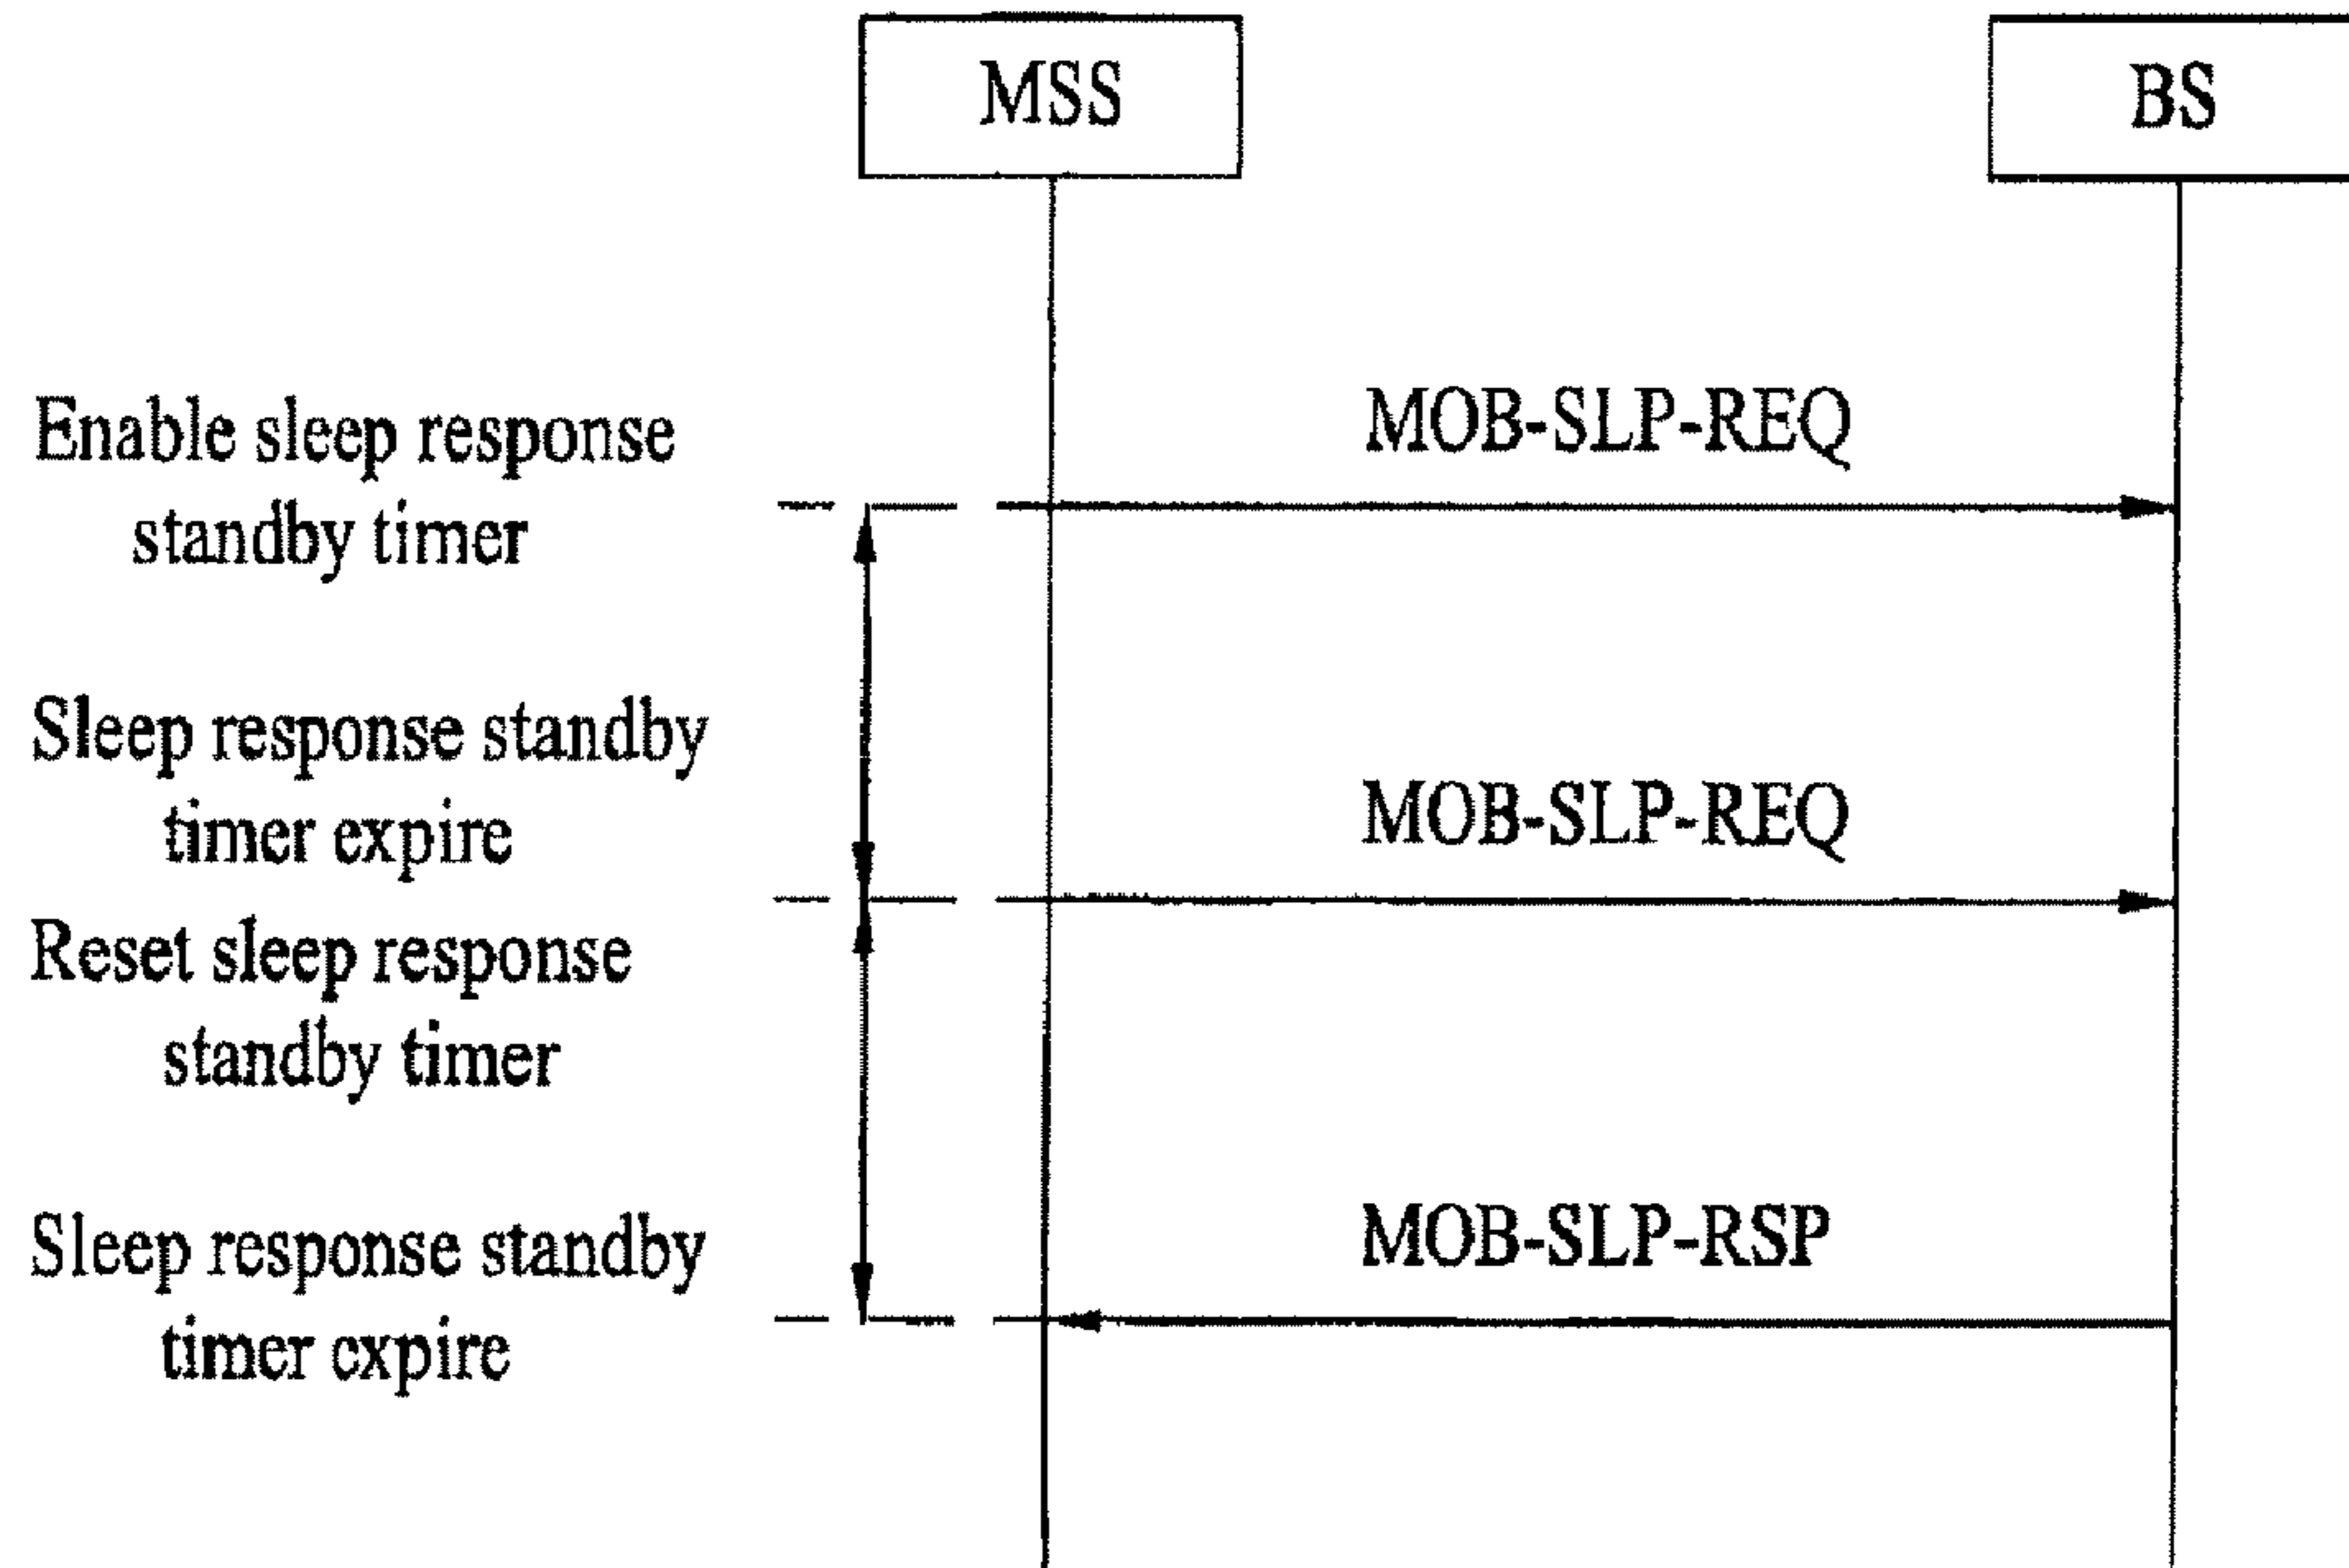 MSS
BS
Enable sleep response
standby timer
MOB-SLP-REQ
Sleep response standby
timer expire
MOB-SLP-REQ
Reset sleep response
standby timer
Sleep response standby
timer expire
MOB-SLP-RSP